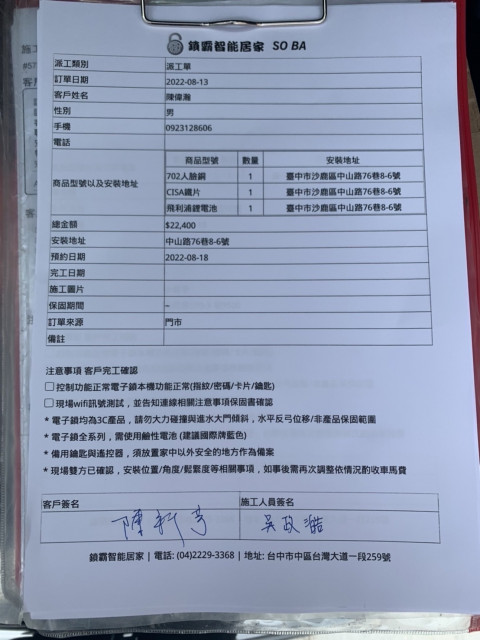 鎖霸智能居家 SO BA
派工類別 派工單
訂單日期 2022-08-13
客戶姓名 陳偉瀚
性別 男
手機 0923128606
電話
商品型號以及安裝地址
商品型號 數量 安裝地址
702人臉銅 1 臺中市沙鹿區中山路76巷8-6號
CISA鐵片 1 臺中市沙鹿區中山路76巷8-6號
飛利浦鋰電池 1 臺中市沙鹿區中山路76巷8-6號
總金額 $22,400
安裝地址 中山路76巷8-6號
預約日期 2022-08-18
完工日期
施工圖片
保固期間 –
訂單來源 門市
備註
注意事項 客戶完工確認
控制功能正常電子鎖本機功能正常(指紋/密碼/卡片/鑰匙)
現場wifi訊號測試，並告知連線相關注意事項保固書確認
* 電子鎖均為3C產品，請勿大力碰撞與進水大門傾斜，水平反弓位移/非產品保固範圍
* 電子鎖全系列，需使用鹼性電池 (建議國際牌藍色)
* 備用鑰匙與遙控器，須放置家中以外安全的地方作為備案
* 現場雙方已確認，安裝位置/角度/鬆緊度等相關事項，如事後需再次調整依情況酌收車馬費
客戶簽名 施工人員簽名
吳政澔
鎖霸智能居家 | 電話: (04)2229-3368 | 地址: 台中市中區台灣大道一段259號